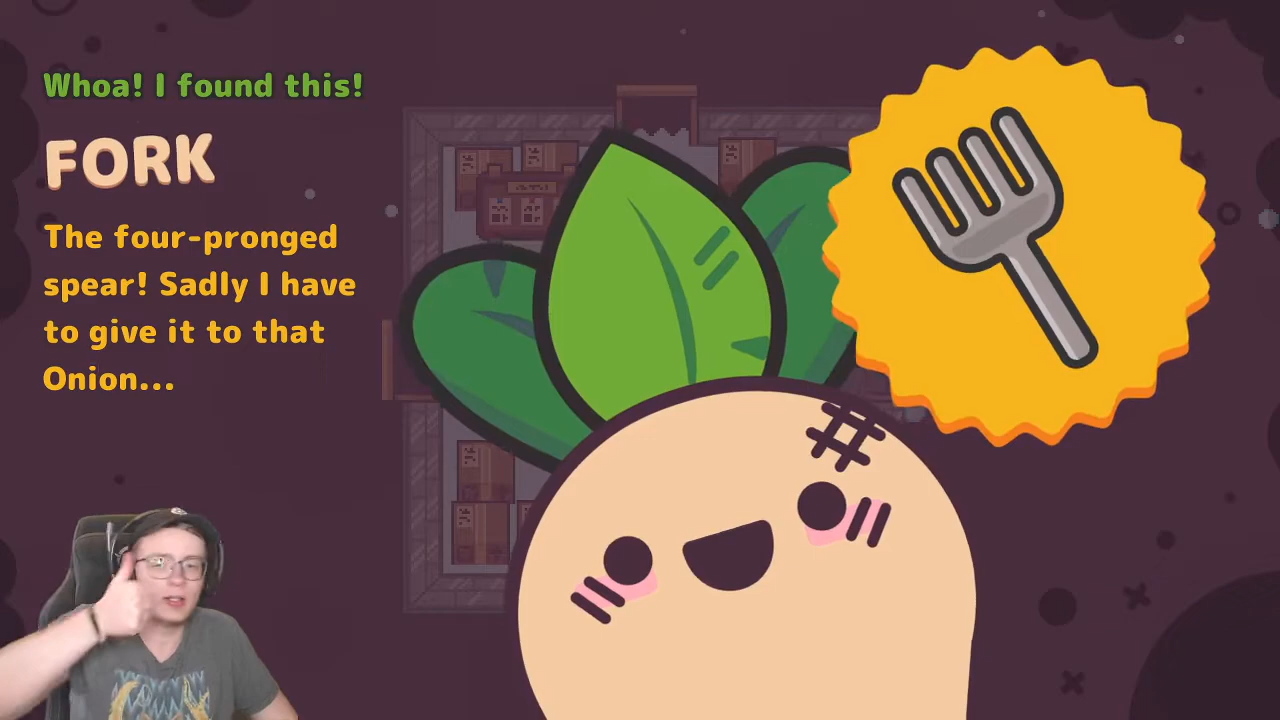 Whoa! I found this!
FORK
The four-pronged
spear! Sadly I have
to give it to that
Onion...